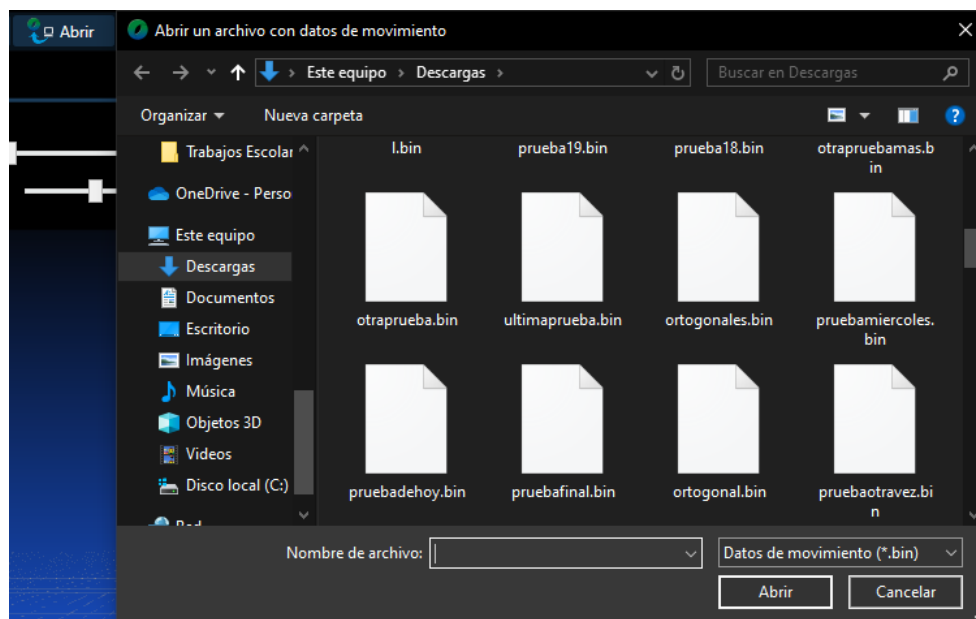 Abrir
Abrir un archivo con datos de movimiento
Este equipo > Descargas >
Buscar en Descargas
Organizar
Nueva carpeta
Trabajos Escolar
OneDrive - Perso
Este equipo
Descargas
Documentos
Escritorio
Imágenes
Música
Objetos 3D
Videos
Disco local (C:)
Red
l.bin
prueba19.bin
prueba18.bin
otrapruebamas.b
in
otraprueba.bin
ultimaprueba.bin
ortogonales.bin
pruebamiercoles.
bin
pruebadehoy.bin
pruebafinal.bin
ortogonal.bin
pruebaotravez.bi
n
Nombre de archivo:
Datos de movimiento (*.bin)
Abrir
Cancelar